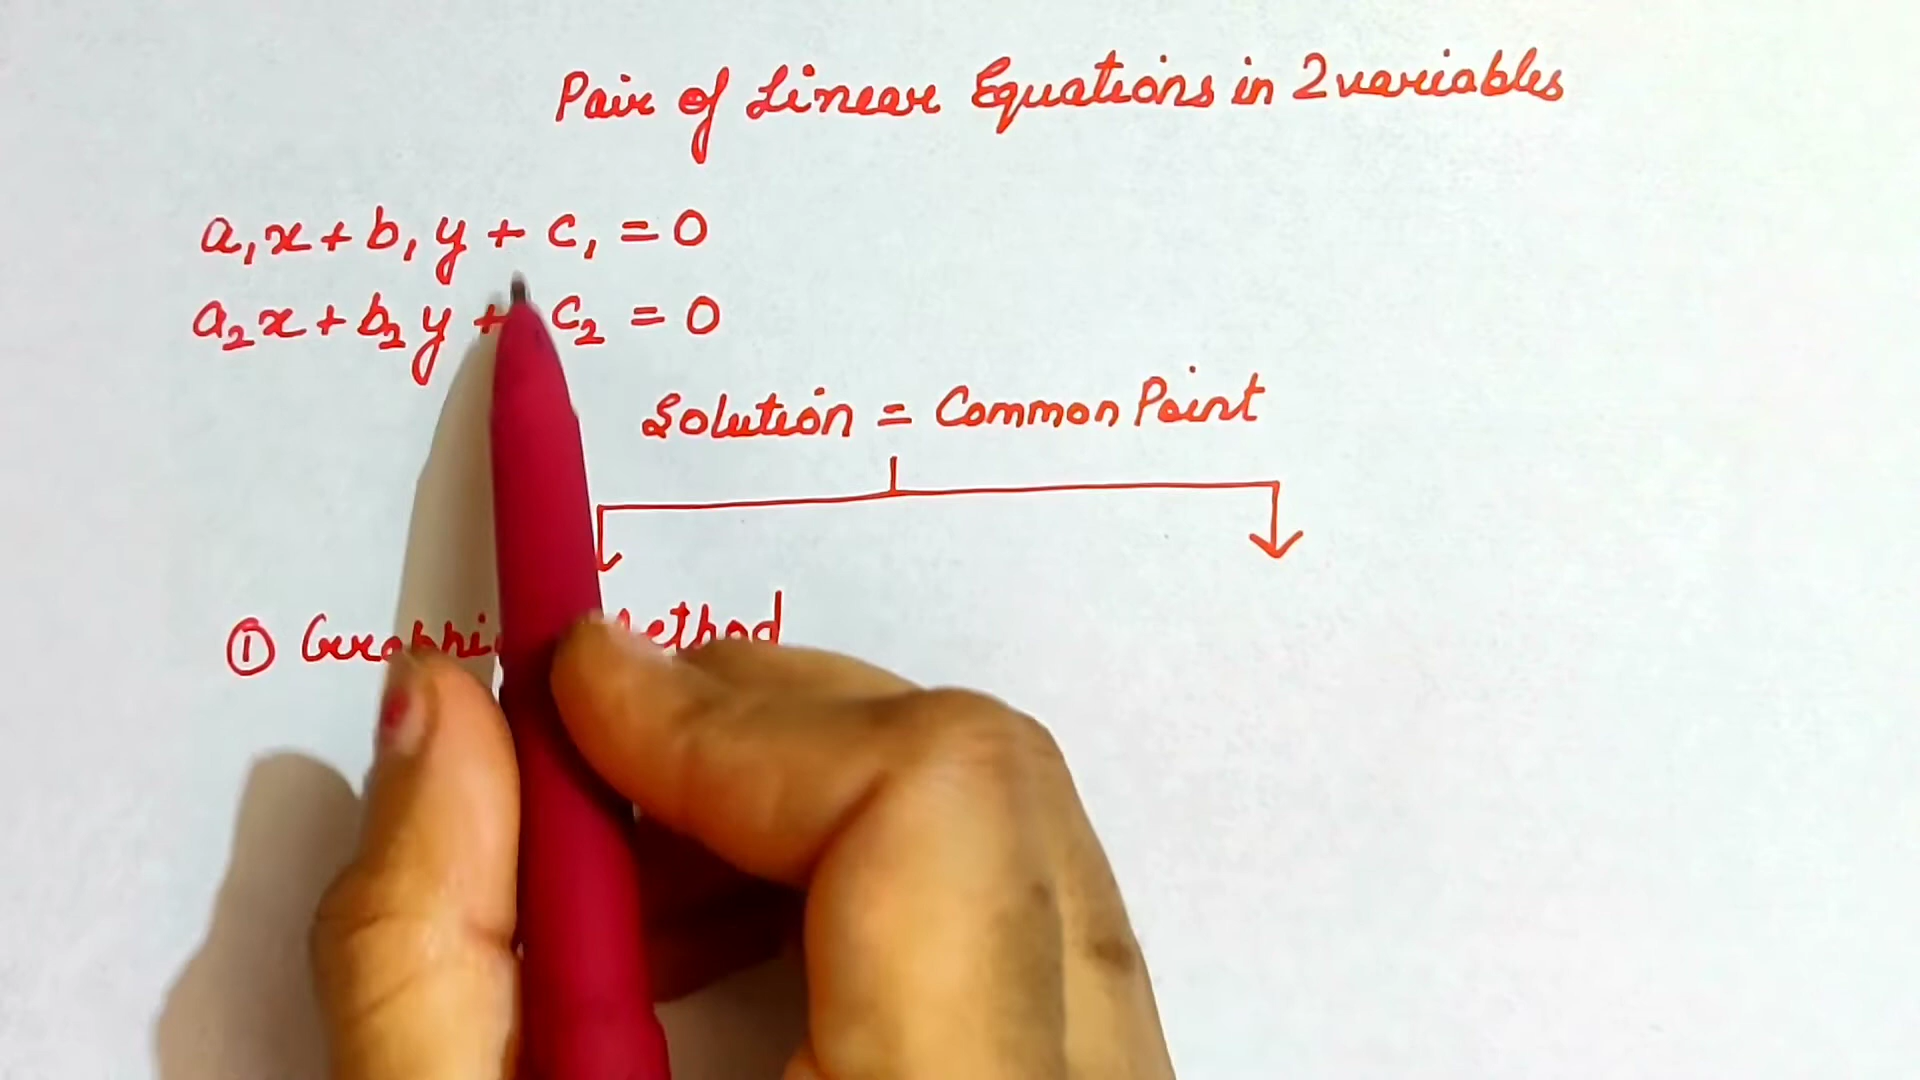 Pair of Linear Equations in 2 variables
a₁x + b₁y + c₁ = 0
a₂x + b₂y + c₂ = 0
Solution = Common Point
①